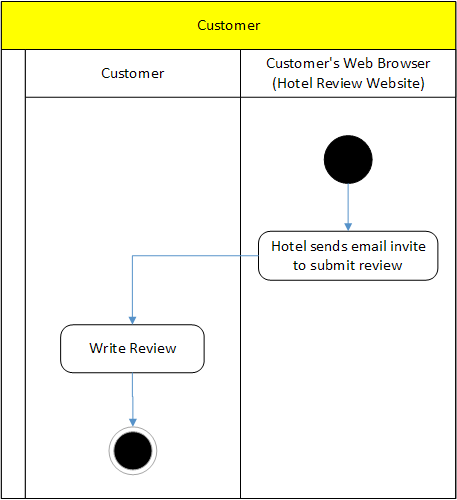 Customer
Customer
Customer's Web Browser
(Hotel Review Website)
Hotel sends email invite
to submit review
Write Review